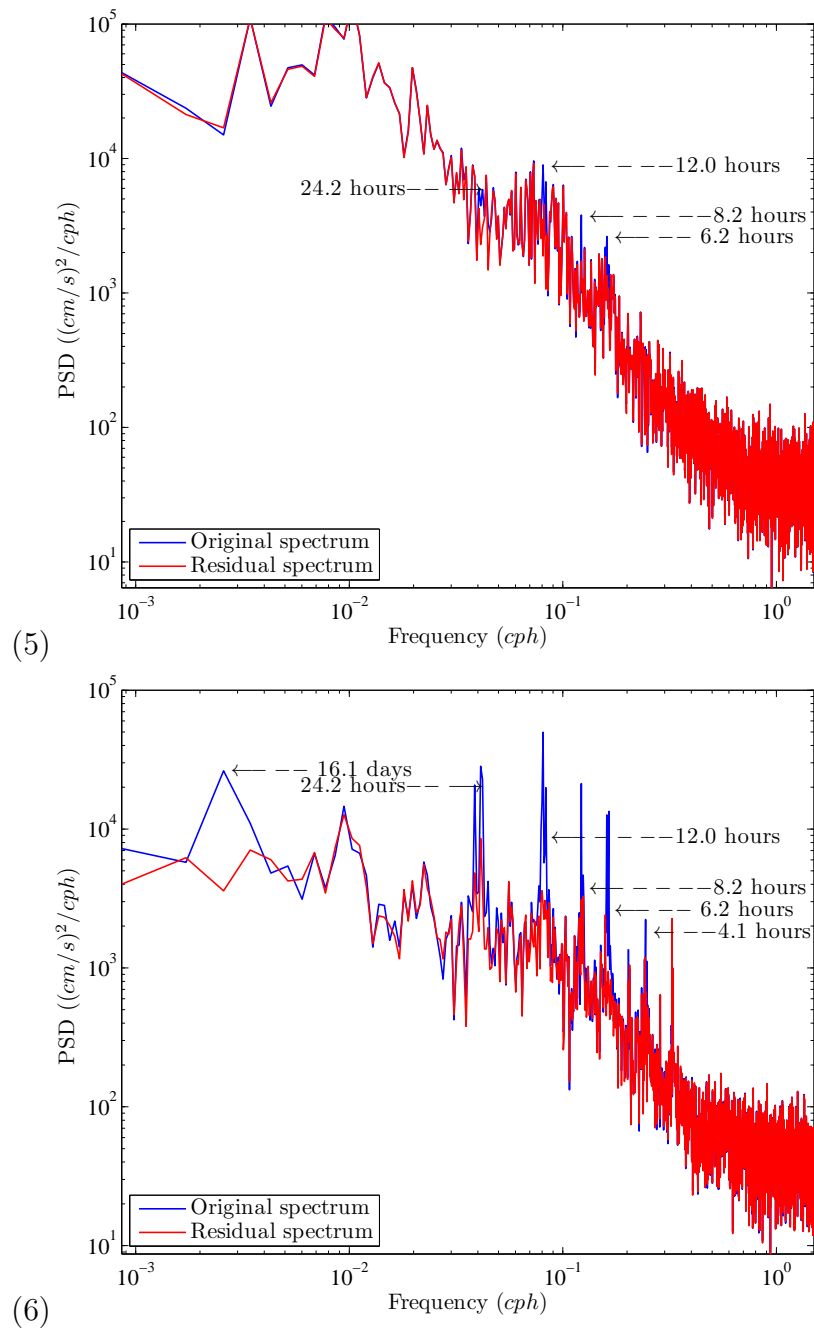 10^5
10^4
10^3
10^2
10^1
PSD ((cm/s)^2/cph)
24.2 hours
12.0 hours
8.2 hours
6.2 hours
Original spectrum
Residual spectrum
10^-3
10^-2
10^-1
10^0
Frequency (cph)
(5)
10^5
10^4
10^3
10^2
10^1
PSD ((cm/s)^2/cph)
16.1 days
24.2 hours
12.0 hours
8.2 hours
6.2 hours
4.1 hours
Original spectrum
Residual spectrum
10^-3
10^-2
10^-1
10^0
Frequency (cph)
(6)